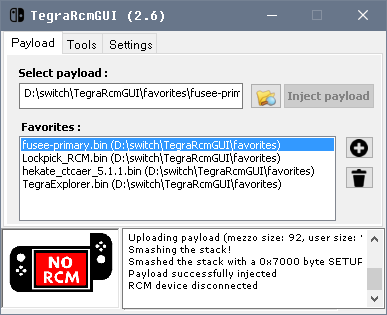 TegraRcmGUI (2.6)
Payload Tools Settings
Select payload :
D:\switch\TegraRcmGUI\favorites\fusee-prim
Inject payload
Favorites :
fusee-primary.bin (D:\switch\TegraRcmGUI\favorites)
Lockpick_RCM.bin (D:\switch\TegraRcmGUI\favorites)
hekate_ctcaer_5.1.1.bin (D:\switch\TegraRcmGUI\favorites)
TegraExplorer.bin (D:\switch\TegraRcmGUI\favorites)
NO
RCM
Uploading payload (mezzo size: 92, user size:
Smashing the stack!
Smashed the stack with a 0x7000 byte SETUP
Payload successfully injected
RCM device disconnected